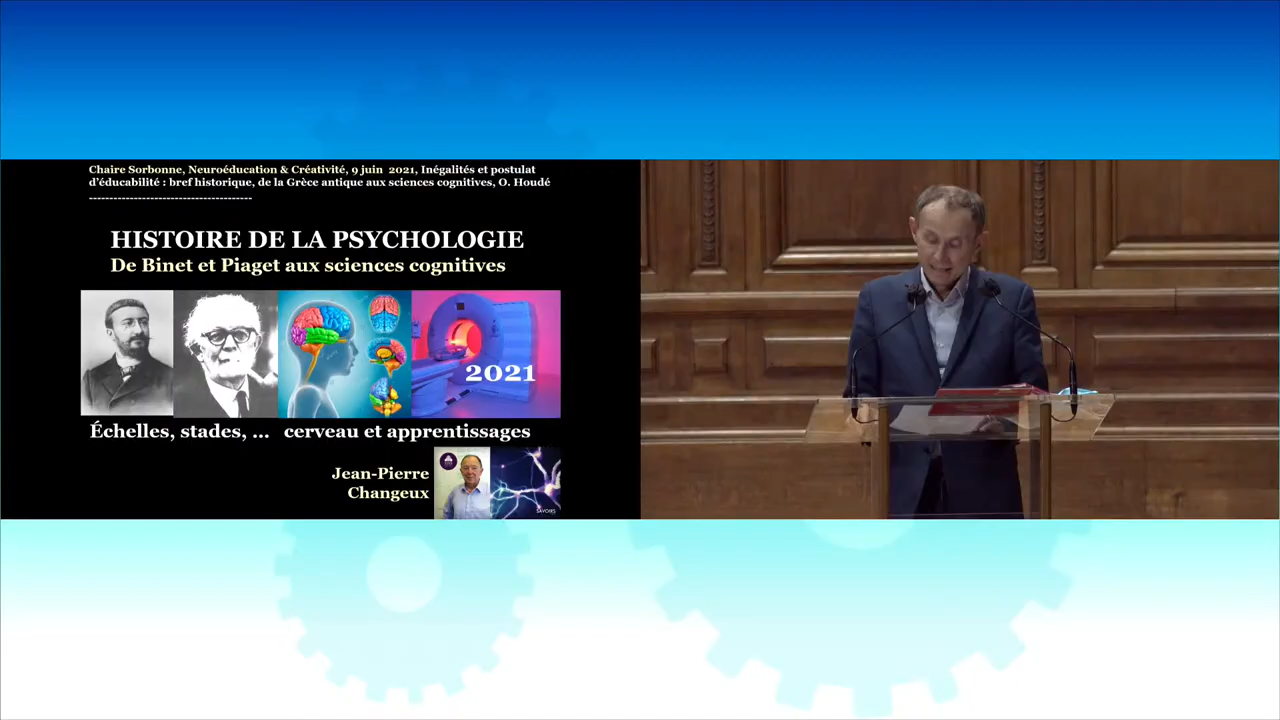 Chaire Sorbonne, Neuroéducation & Créativité, 9 juin 2021, Inégalités et postulat
d'éducabilité : bref historique, de la Grèce antique aux sciences cognitives, O. Houdé
-----------------------------------------
HISTOIRE DE LA PSYCHOLOGIE
De Binet et Piaget aux sciences cognitives
2021
Échelles, stades, ... cerveau et apprentissages
Jean-Pierre
Changeux
SAVOIRS